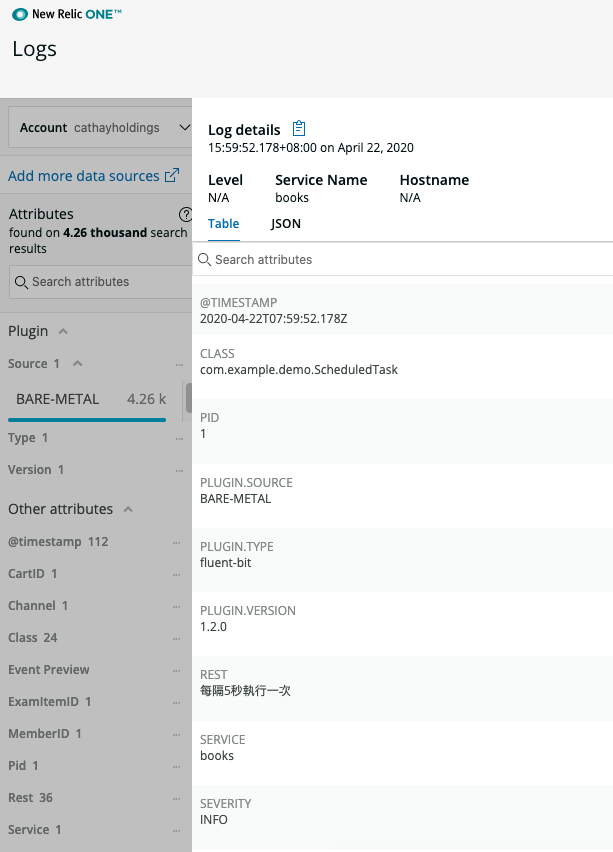 New Relic ONE™
Logs
Account cathayholdings
Add more data sources
Attributes
found on 4.26 thousand search
results
Search attributes
Plugin
Source 1
BARE-METAL 4.26 k
Type 1
Version 1
Other attributes
@timestamp 112
CartID 1
Channel 1
Class 24
Event Preview
ExamItemID 1
MemberID 1
Pid 1
Rest 36
Service 1
Log details
15:59:52.178+08:00 on April 22, 2020
Level Service Name Hostname
N/A books N/A
Table JSON
Search attributes
@TIMESTAMP
2020-04-22T07:59:52.178Z
CLASS
com.example.demo.ScheduledTask
PID
1
PLUGIN.SOURCE
BARE-METAL
PLUGIN.TYPE
fluent-bit
PLUGIN.VERSION
1.2.0
REST
每隔5秒執行一次
SERVICE
books
SEVERITY
INFO